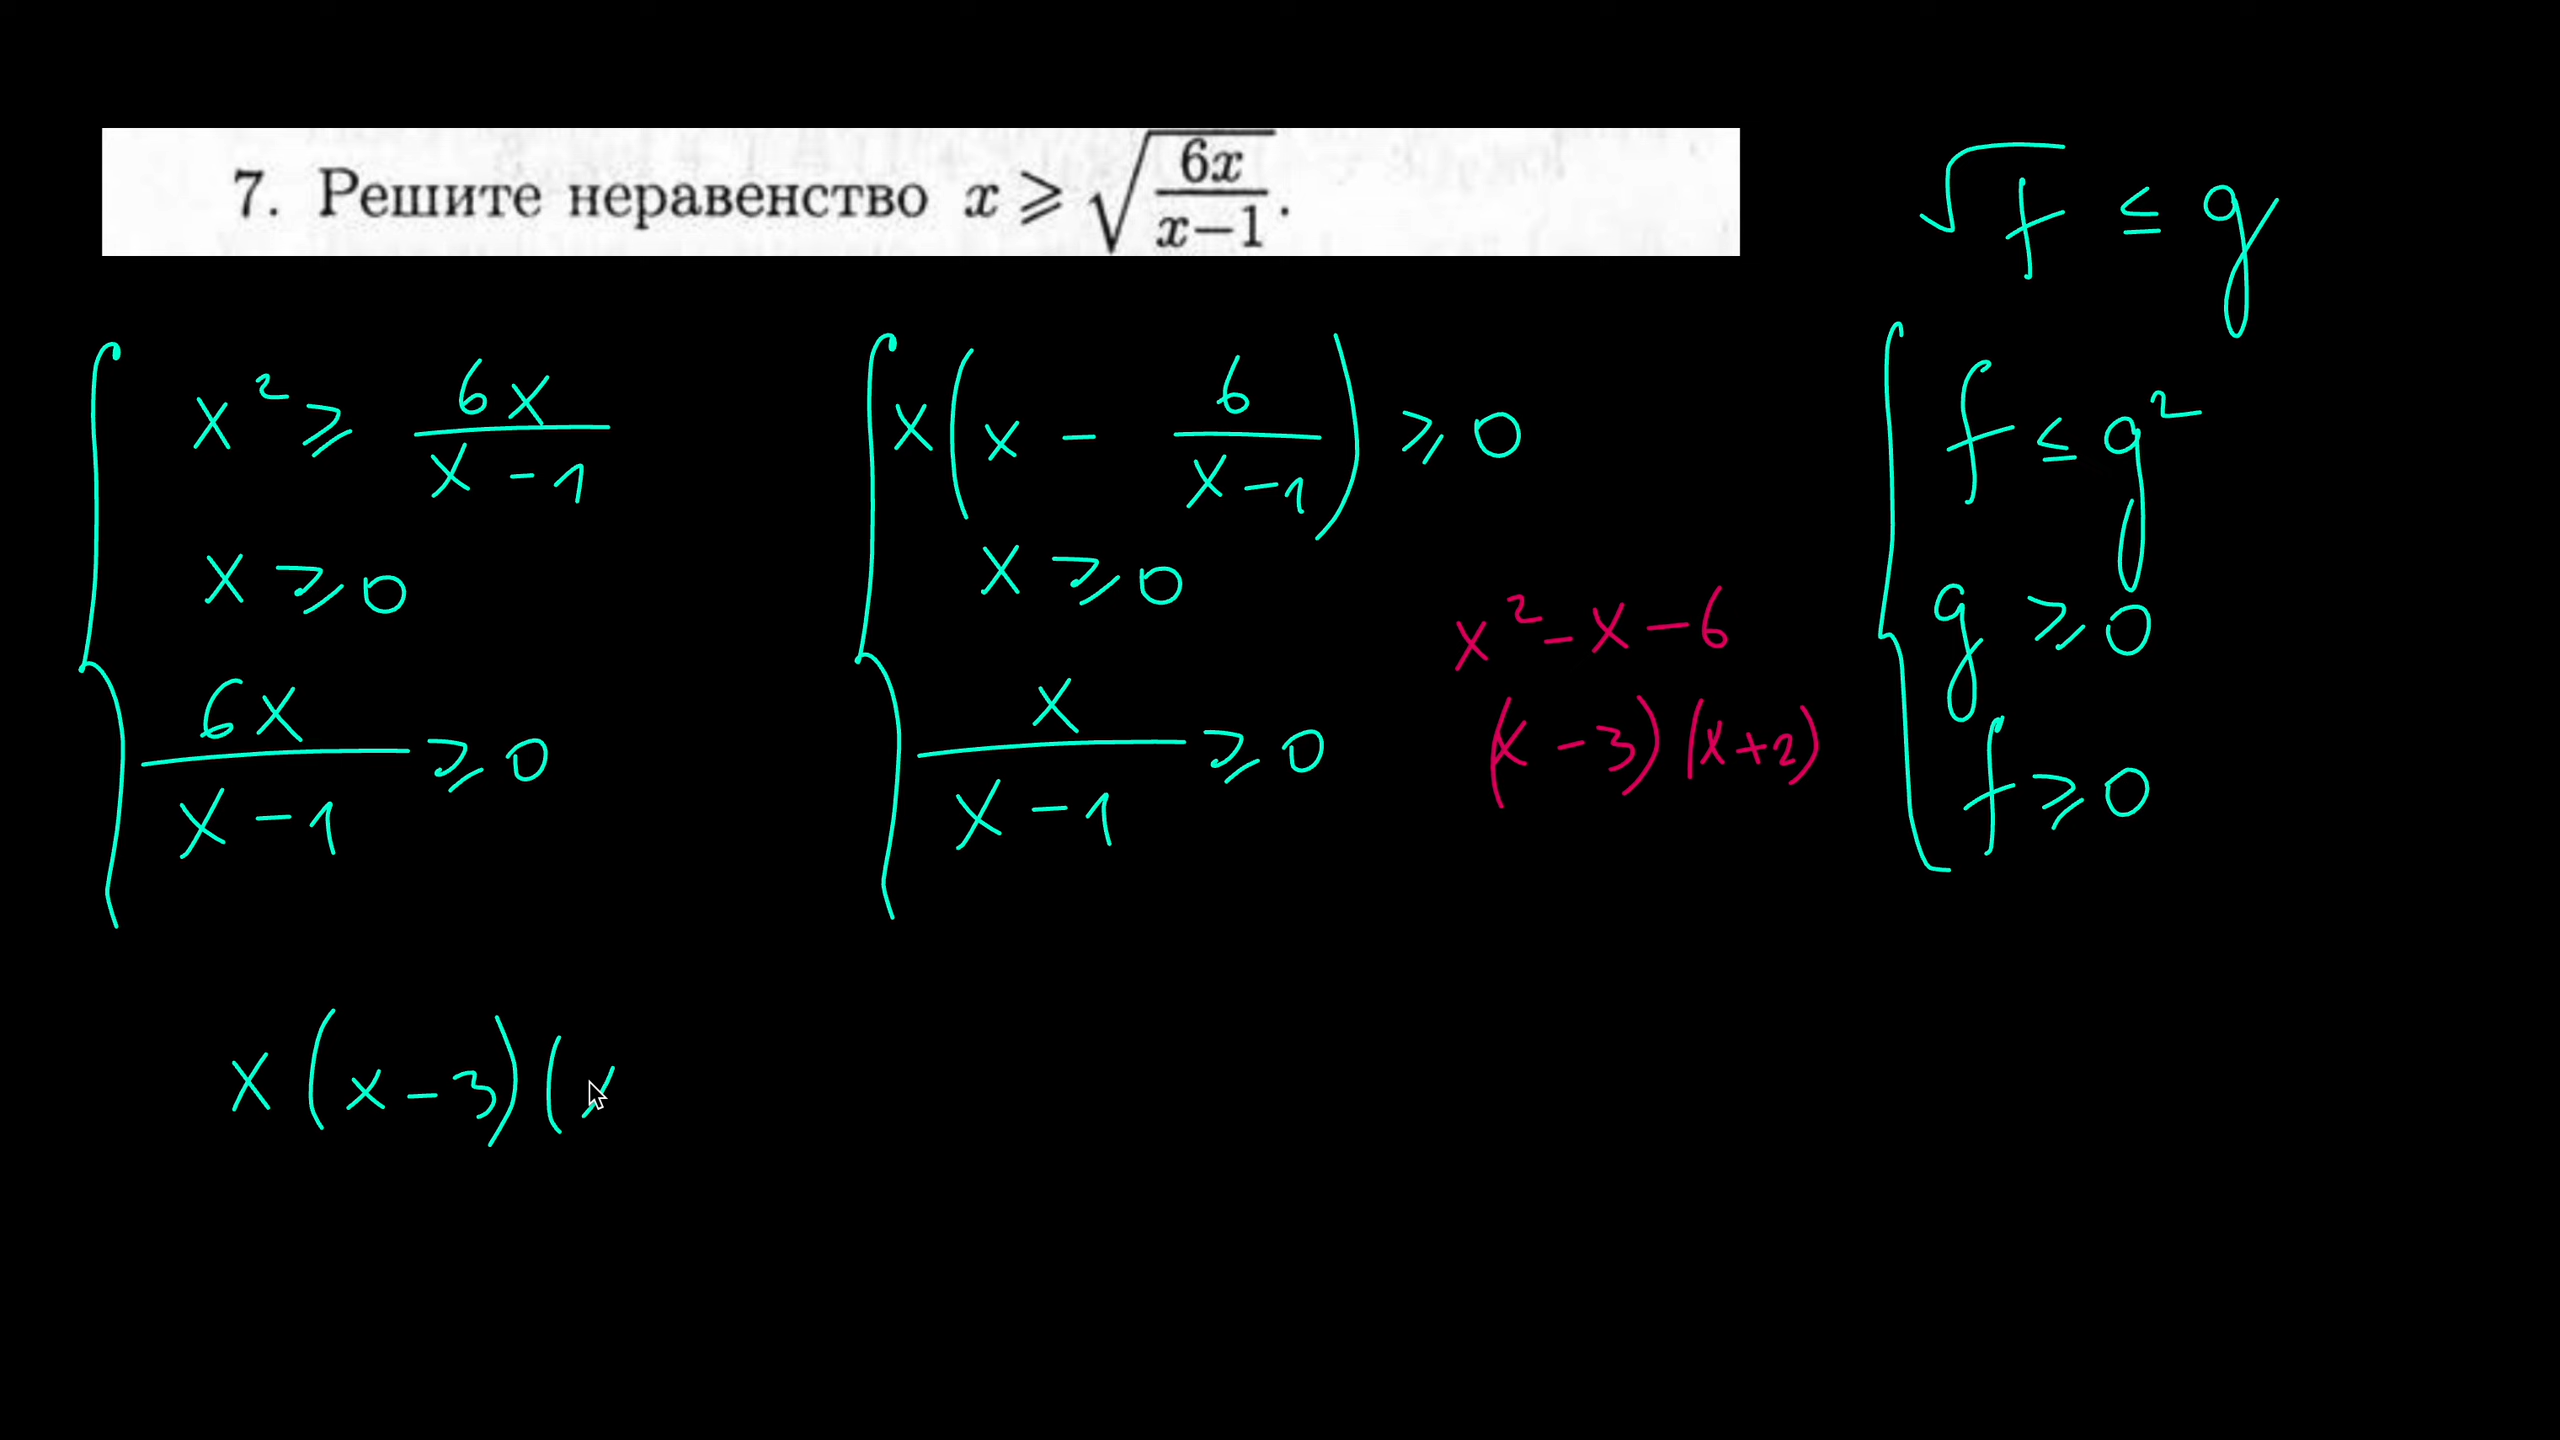 7. Решите неравенство x ⩾ √(6x/(x−1)).
√f ≤ g
x² ⩾ 6x/(x−1)
x ⩾ 0
6x/(x−1) ⩾ 0
x(x − 6/(x−1)) ⩾ 0
x ⩾ 0
x/(x−1) ⩾ 0
x² − x − 6
(x − 3)(x + 2)
f ≤ g²
g ⩾ 0
f ⩾ 0
x(x − 3)(x